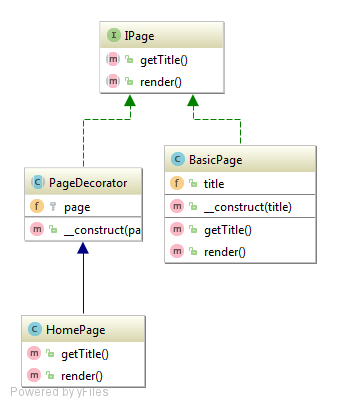 IPage
getTitle()
render()
BasicPage
title
__construct(title)
getTitle()
render()
PageDecorator
page
__construct(pa
HomePage
getTitle()
render()
Powered by yFiles